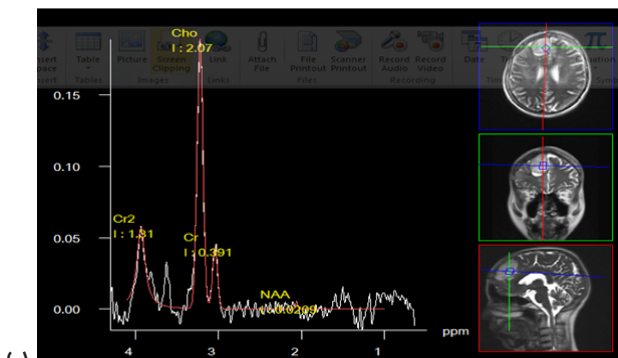 Cho
I : 2.07
Table
Picture
Screen
Clipping
Link
Attach
File
File
Printout
Scanner
Printout
Record
Audio
Record
Video
Date
Tables
Images
Links
Files
Recording
0.15
0.10
Cr2
I : 1.31
0.05
Cr
I : 0.391
NAA
I : 0.0209
0.00
ppm
4
3
2
1